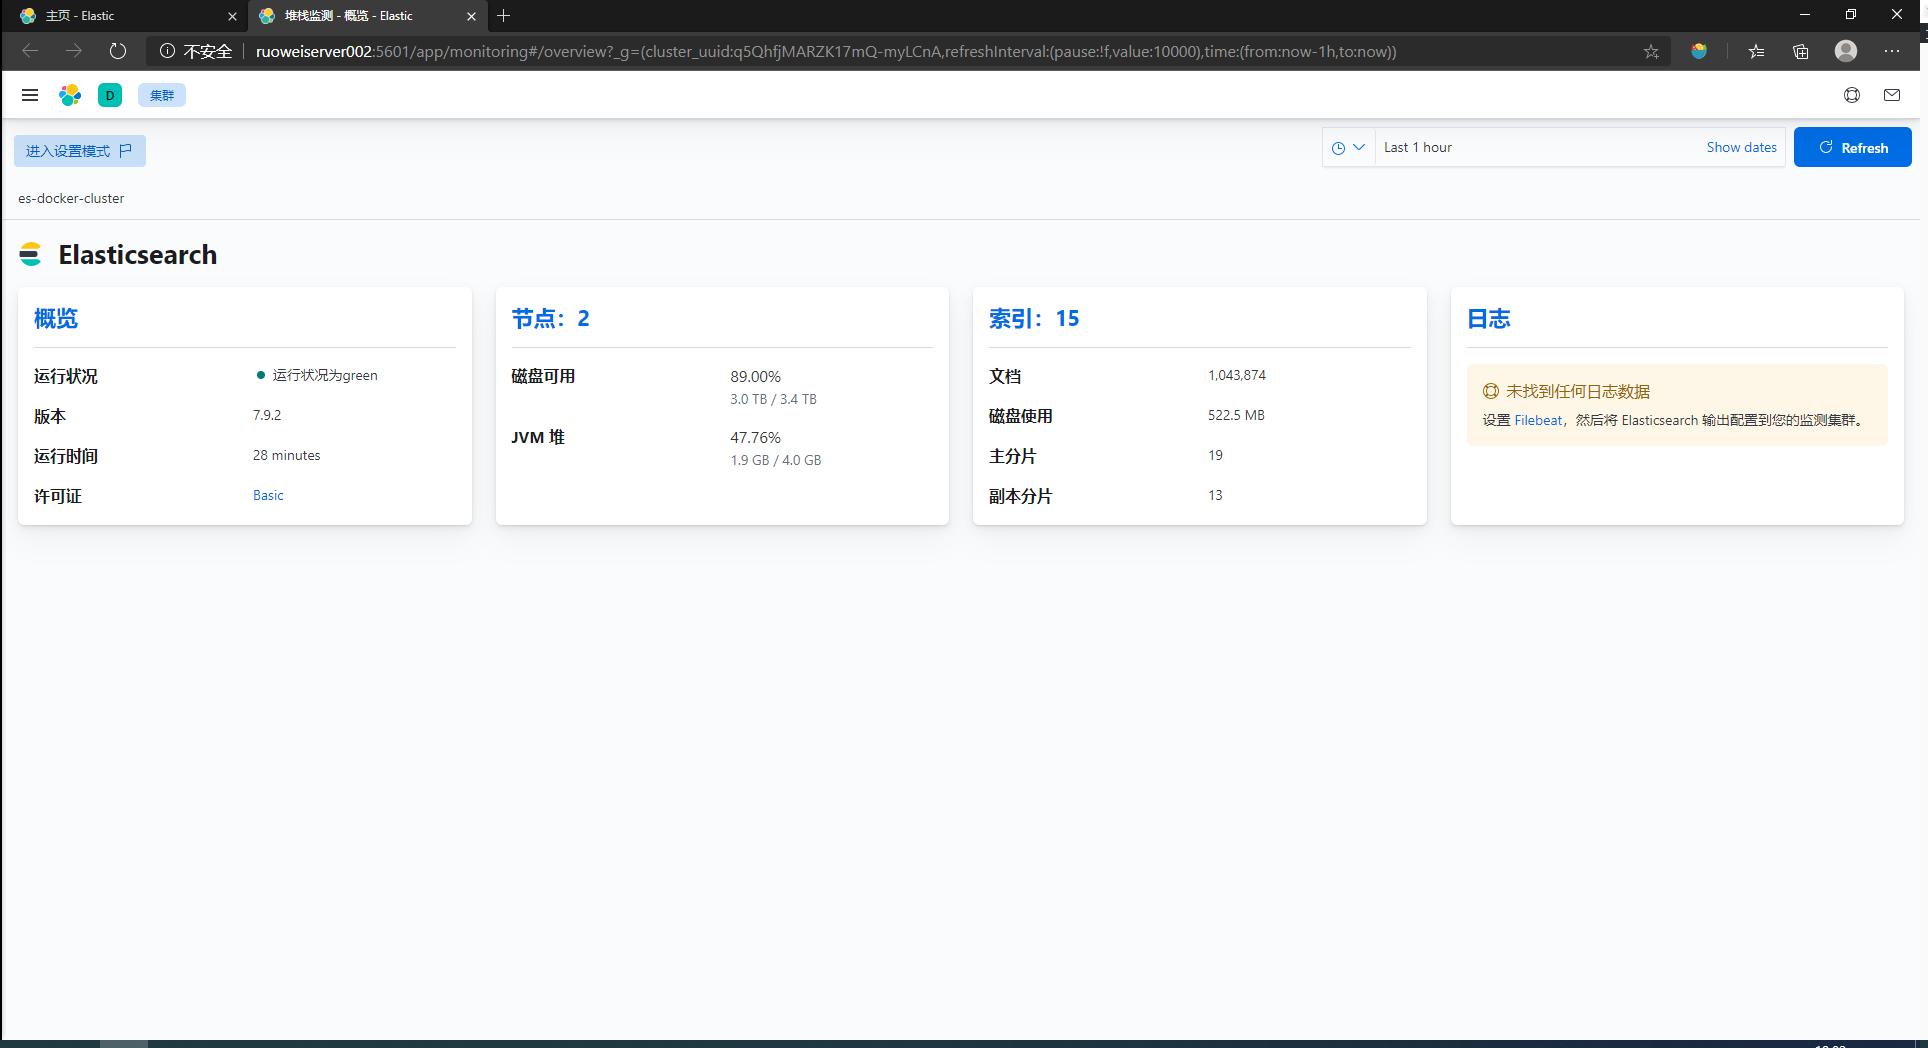 主页 - Elastic
堆栈监测 - 概览 - Elastic
不安全
ruoweiserver002:5601/app/monitoring#/overview?_g=(cluster_uuid:q5QhfjMARZK17mQ-myLCnA,refreshInterval:(pause:!f,value:10000),time:(from:now-1h,to:now))
D
集群
进入设置模式
Last 1 hour
Show dates
Refresh
es-docker-cluster
Elasticsearch
概览
运行状况
运行状况为green
版本
7.9.2
运行时间
28 minutes
许可证
Basic
节点：2
磁盘可用
89.00%
3.0 TB / 3.4 TB
JVM 堆
47.76%
1.9 GB / 4.0 GB
索引：15
文档
1,043,874
磁盘使用
522.5 MB
主分片
19
副本分片
13
日志
未找到任何日志数据
设置 Filebeat，然后将 Elasticsearch 输出配置到您的监测集群。